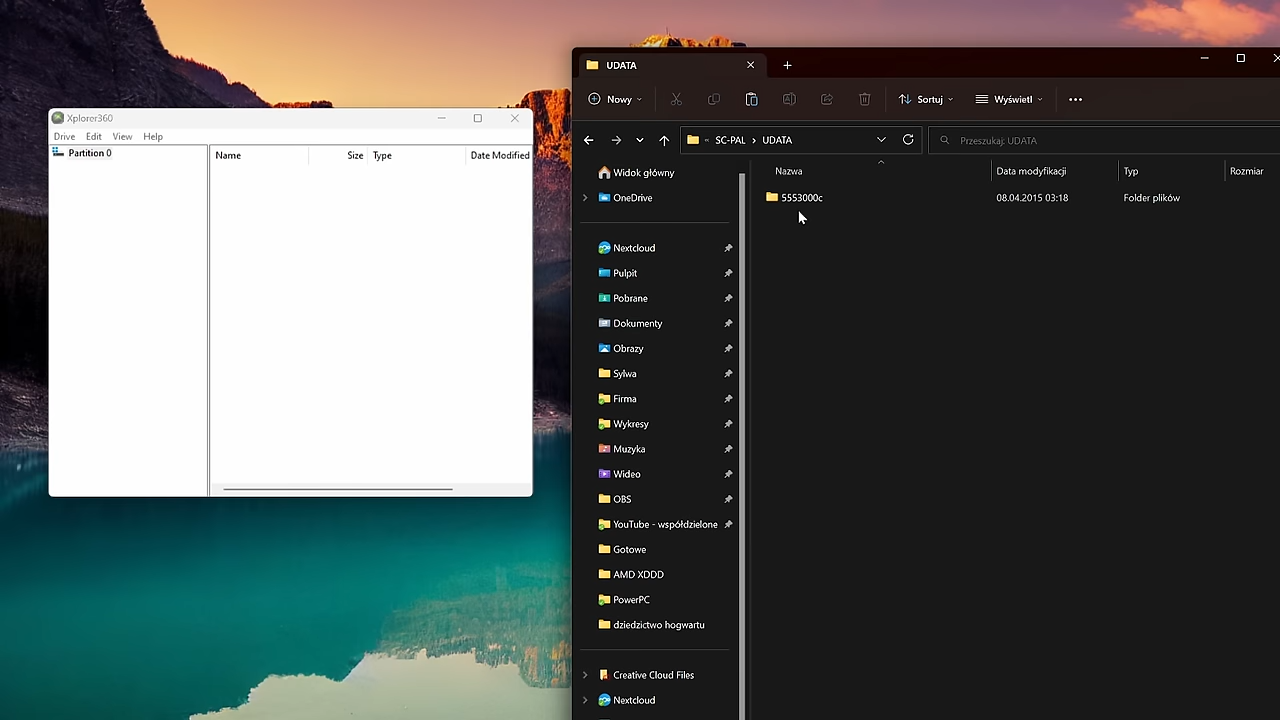 Xplorer360
Drive Edit View Help
Partition 0
Name Size Type Date Modified
UDATA
Nowy
Sortuj
Wyświetl
« SC-PAL > UDATA
Przeszukaj: UDATA
Nazwa Data modyfikacji Typ Rozmiar
5553000c 08.04.2015 03:18 Folder plików
Widok główny
OneDrive
Nextcloud
Pulpit
Pobrane
Dokumenty
Obrazy
Sylwa
Firma
Wykresy
Muzyka
Wideo
OBS
YouTube - współdzielone
Gotowe
AMD XDDD
PowerPC
dziedzictwo hogwartu
Creative Cloud Files
Nextcloud